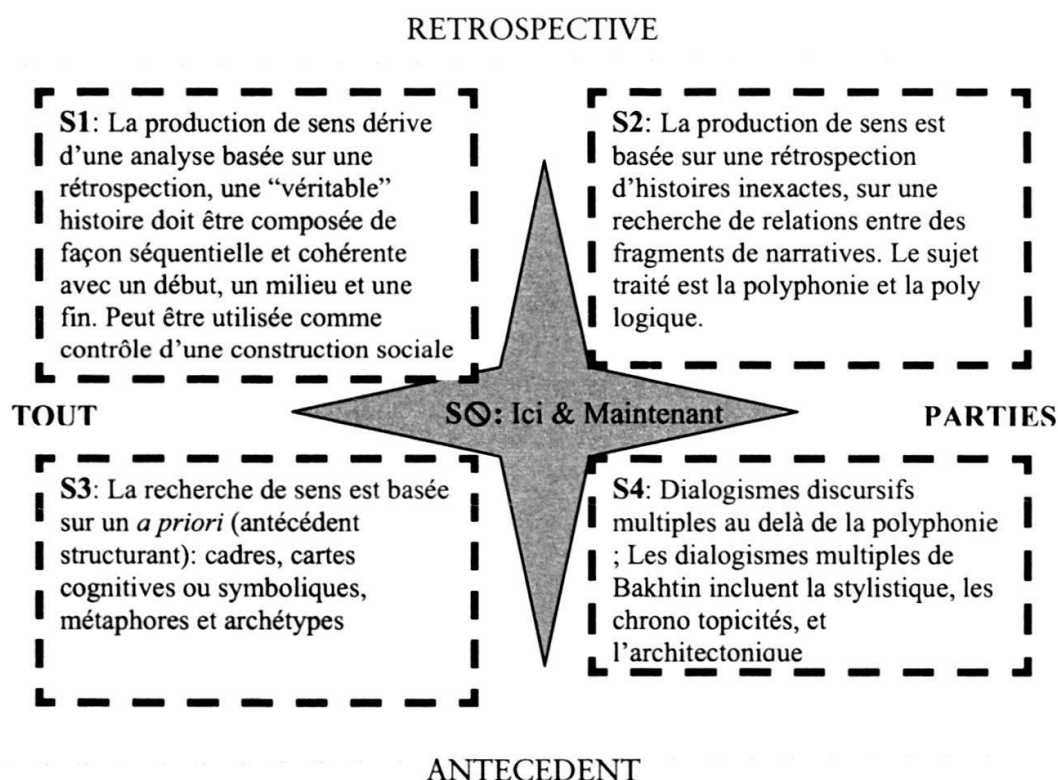 RETROSPECTIVE
S1: La production de sens dérive
d'une analyse basée sur une
rétrospection, une “véritable”
histoire doit être composée de
façon séquentielle et cohérente
avec un début, un milieu et une
fin. Peut être utilisée comme
contrôle d'une construction sociale
S2: La production de sens est
basée sur une rétrospection
d'histoires inexactes, sur une
recherche de relations entre des
fragments de narratives. Le sujet
traité est la polyphonie et la poly
logique.
TOUT
S🛇: Ici & Maintenant
PARTIES
S3: La recherche de sens est basée
sur un a priori (antécédent
structurant): cadres, cartes
cognitives ou symboliques,
métaphores et archétypes
S4: Dialogismes discursifs
multiples au delà de la polyphonie
; Les dialogismes multiples de
Bakhtin incluent la stylistique, les
chrono topicités, et
l'architectonique
ANTECEDENT